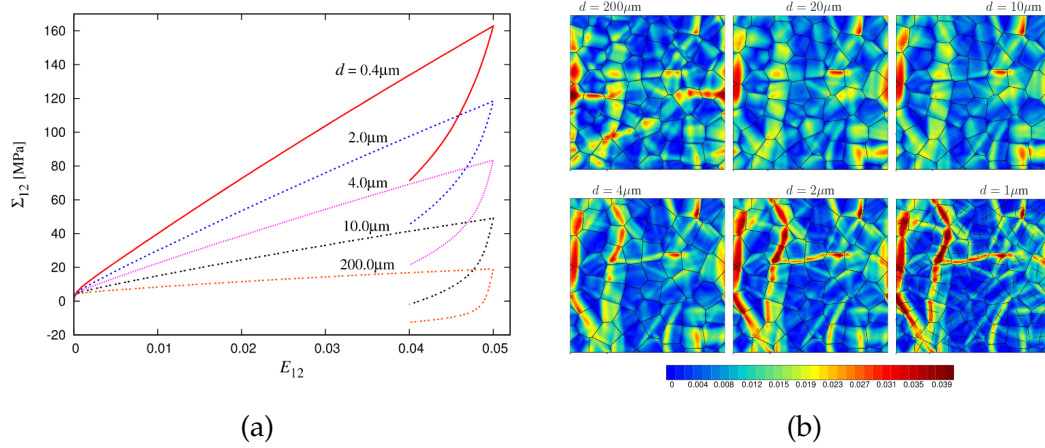 160
140
120
100
80
60
40
20
0
-20
Σ₁₂ [MPa]
d = 0.4µm
2.0µm
4.0µm
10.0µm
200.0µm
0 0.01 0.02 0.03 0.04 0.05
E₁₂
(a)
d = 200µm d = 20µm d = 10µm
d = 4µm d = 2µm d = 1µm
0 0.004 0.008 0.012 0.015 0.019 0.023 0.027 0.031 0.035 0.039
(b)